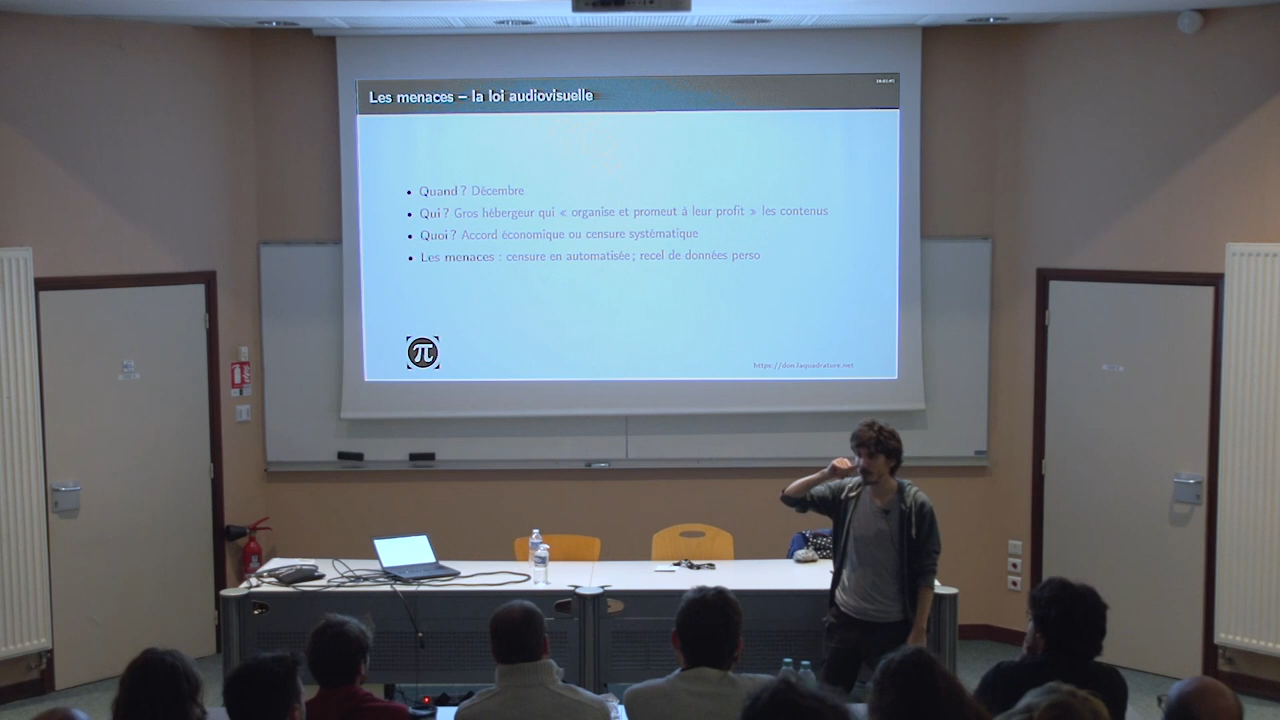 Les menaces – la loi audiovisuelle
• Quand ? Décembre
• Qui ? Gros hébergeur qui « organise et promeut à leur profit » les contenus
• Quoi ? Accord économique ou censure systématique
• Les menaces : censure en automatisée ; recel de données perso
π
https://don.laquadrature.net